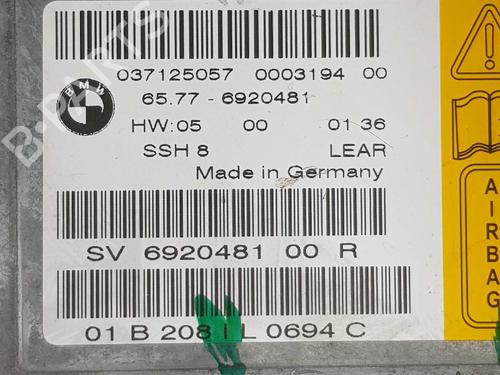 037125057 0003194 00
BMW
65.77 - 6920481
HW:05 00 01 36
SSH 8 LEAR
Made in Germany
SV 6920481 00 R
01 B 208 1 L 0694 C
AIRBAG
B-PARTS